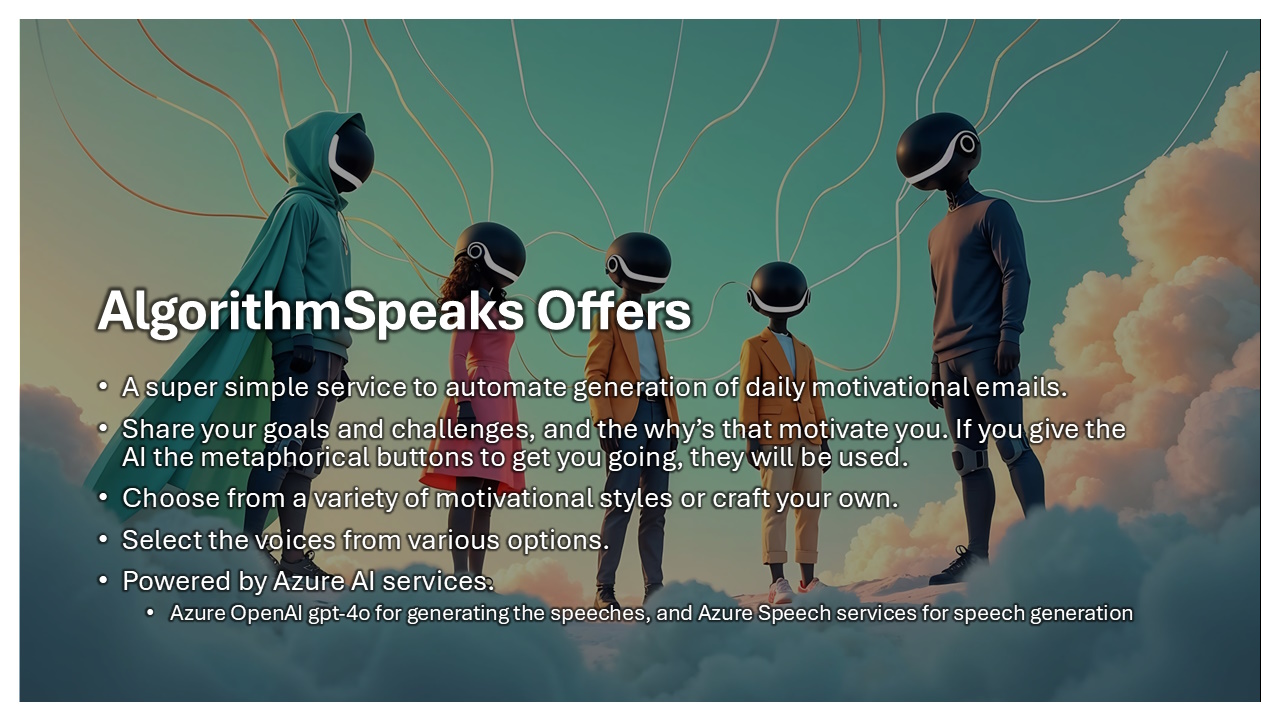 AlgorithmSpeaks Offers
• A super simple service to automate generation of daily motivational emails.
• Share your goals and challenges, and the why’s that motivate you. If you give the
AI the metaphorical buttons to get you going, they will be used.
• Choose from a variety of motivational styles or craft your own.
• Select the voices from various options.
• Powered by Azure AI services:
• Azure OpenAI gpt-4o for generating the speeches, and Azure Speech services for speech generation